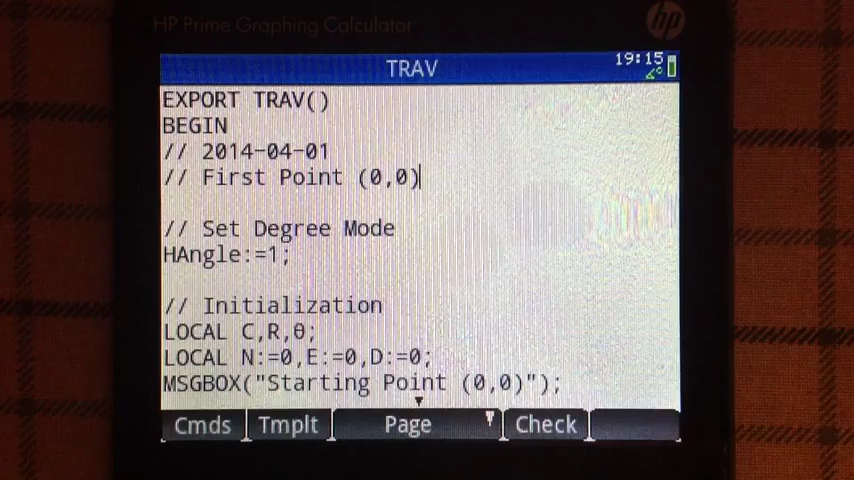 HP Prime Graphing Calculator
hp
TRAV
19:15
EXPORT TRAV()
BEGIN
// 2014-04-01
// First Point (0,0)
// Set Degree Mode
HAngle:=1;
// Initialization
LOCAL C,R,θ;
LOCAL N:=0,E:=0,D:=0;
MSGBOX("Starting Point (0,0)");
Cmds Tmplt Page Check